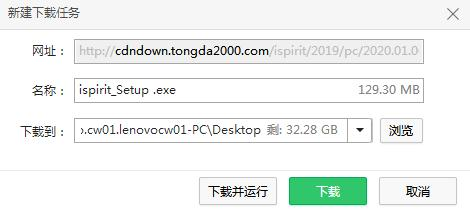 新建下载任务
网址: http://cdndown.tongda2000.com/ispirit/2019/pc/2020.01.0
名称: ispirit_Setup .exe 129.30 MB
下载到: ›.cw01.lenovocw01-PC\Desktop 剩: 32.28 GB 浏览
下载并运行 下载 取消